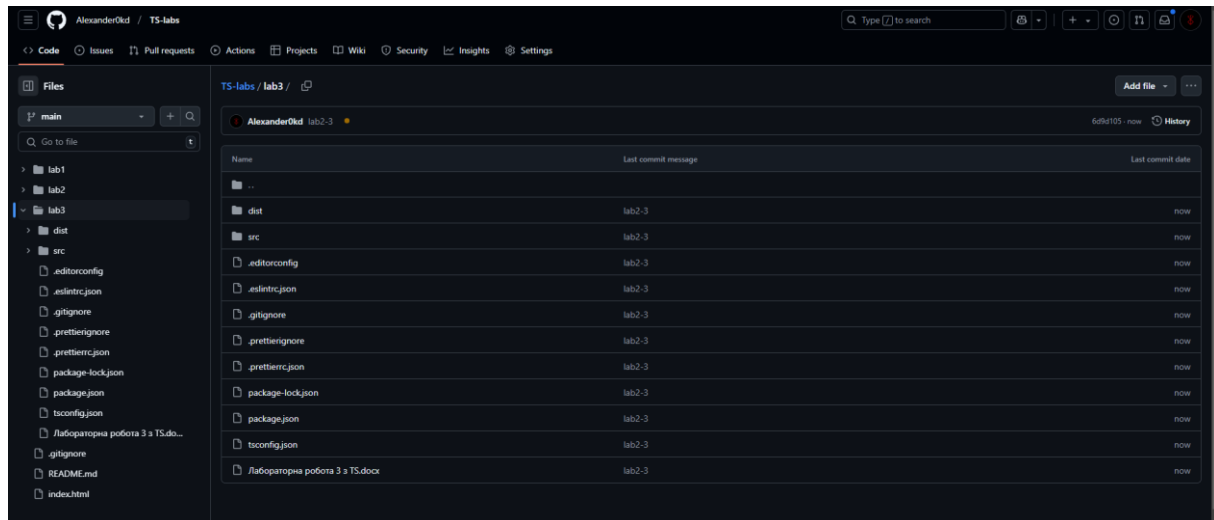 Alexander0kd / TS-labs
Type / to search
Code Issues Pull requests Actions Projects Wiki Security Insights Settings
Files
main
Go to file t
lab1
lab2
lab3
dist
src
.editorconfig
.eslintrc.json
.gitignore
.prettierignore
.prettierrc.json
package-lock.json
package.json
tsconfig.json
Лабораторна робота 3 з TS.do...
.gitignore
README.md
index.html
TS-labs / lab3 /
Add file
Alexander0kd lab2-3
6d9d105 · now History
Name Last commit message Last commit date
..
dist lab2-3 now
src lab2-3 now
.editorconfig lab2-3 now
.eslintrc.json lab2-3 now
.gitignore lab2-3 now
.prettierignore lab2-3 now
.prettierrc.json lab2-3 now
package-lock.json lab2-3 now
package.json lab2-3 now
tsconfig.json lab2-3 now
Лабораторна робота 3 з TS.docx lab2-3 now